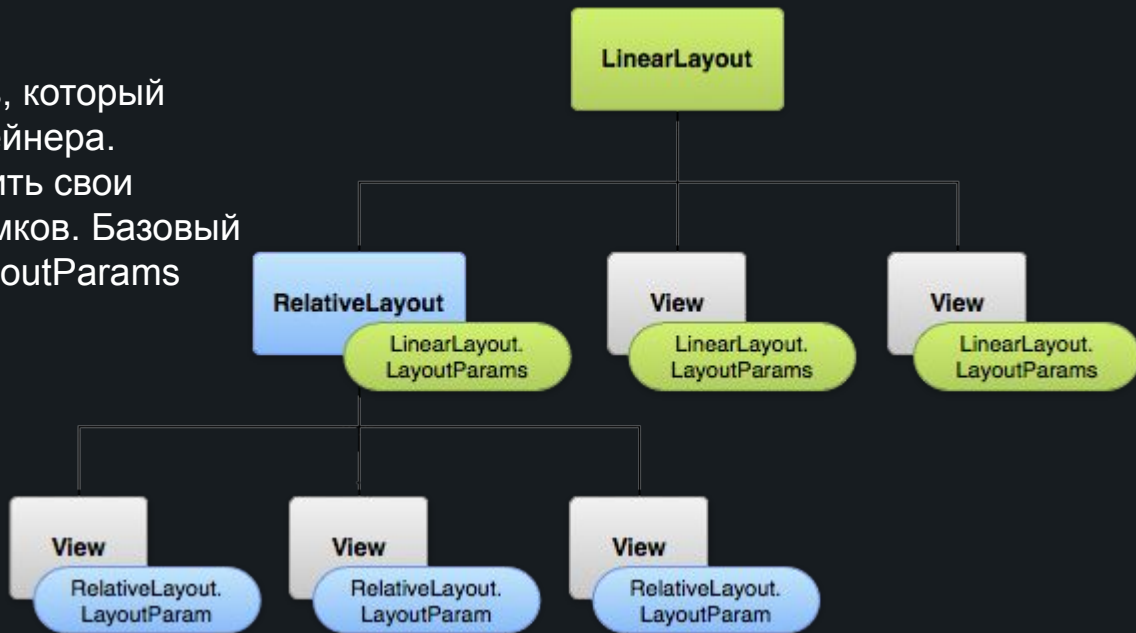 LinearLayout
, который
йнера.
ить свои
мков. Базовый
outParams
RelativeLayout
LinearLayout.
LayoutParams
View
LinearLayout.
LayoutParams
View
LinearLayout.
LayoutParams
View
RelativeLayout.
LayoutParam
View
RelativeLayout.
LayoutParam
View
RelativeLayout.
LayoutParam